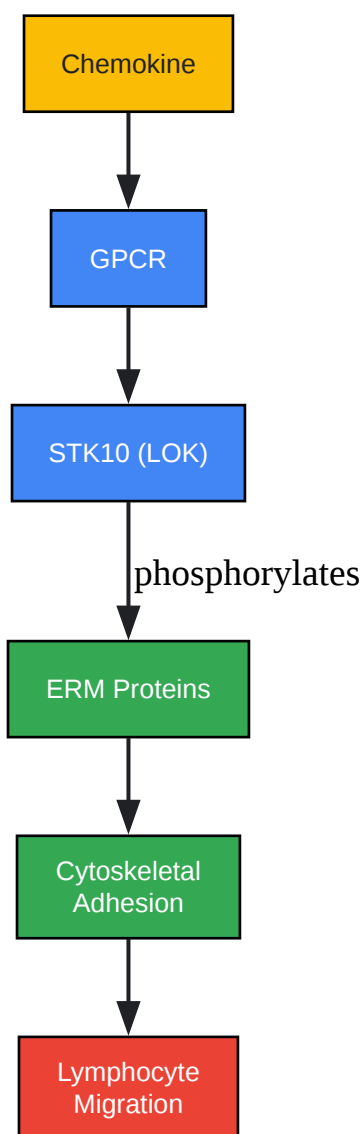 Chemokine
GPCR
STK10 (LOK)
phosphorylates
ERM Proteins
Cytoskeletal
Adhesion
Lymphocyte
Migration